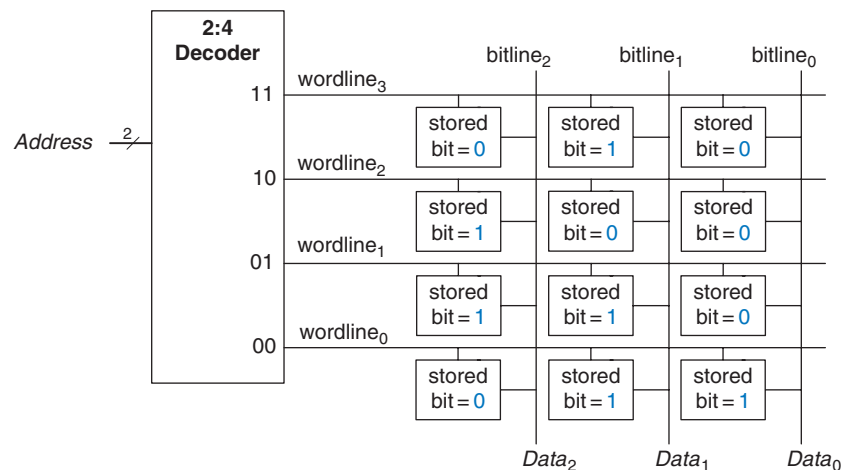 2:4
Decoder
bitline₂ bitline₁ bitline₀
wordline₃
11
stored stored stored
bit = 0 bit = 1 bit = 0
Address 2
wordline₂
10
stored stored stored
bit = 1 bit = 0 bit = 0
wordline₁
01
stored stored stored
bit = 1 bit = 1 bit = 0
wordline₀
00
stored stored stored
bit = 0 bit = 1 bit = 1
Data₂ Data₁ Data₀